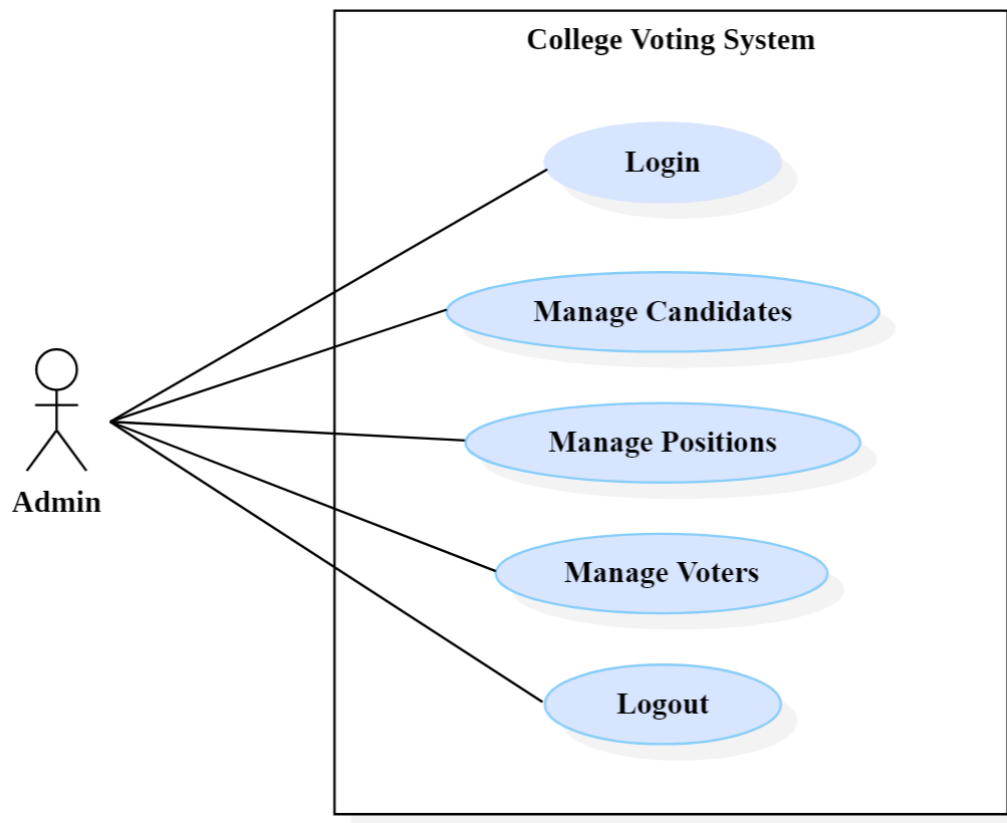 College Voting System
Login
Manage Candidates
Manage Positions
Admin
Manage Voters
Logout